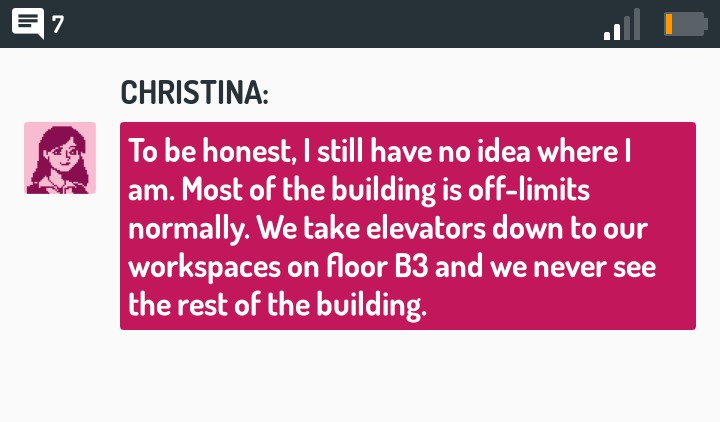 7
CHRISTINA:
To be honest, I still have no idea where I
am. Most of the building is off-limits
normally. We take elevators down to our
workspaces on floor B3 and we never see
the rest of the building.